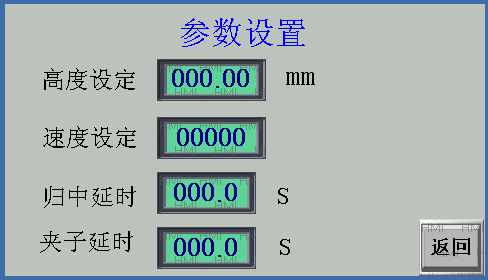 参数设置
高度设定 000.00 mm
速度设定 00000
归中延时 000.0 S
夹子延时 000.0 S
返回